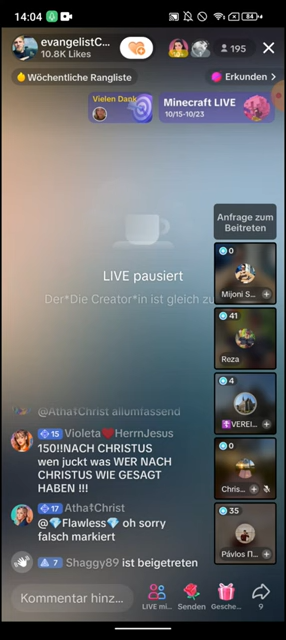 14:04
84
evangelistC...
10.8K Likes
195
Wöchentliche Rangliste
Erkunden
Vielen Dank
Minecraft LIVE
10/15-10/23
Anfrage zum
Beitreten
0
LIVE pausiert
Der*Die Creator*in ist gleich zu
Mijoni S...
41
Reza
4
VEREI...
0
Chris...
35
Pávlos Π...
@Atha†Christ allumfassend
15 Violeta❤️HerrnJesus
150!!NACH CHRISTUS
wen juckt was WER NACH
CHRISTUS WIE GESAGT
HABEN !!!
17 Atha†Christ
@💎Flawless💎 oh sorry
falsch markiert
7 Shaggy89 ist beigetreten
Kommentar hinz...
LIVE mi...
Senden
Gesche...
9